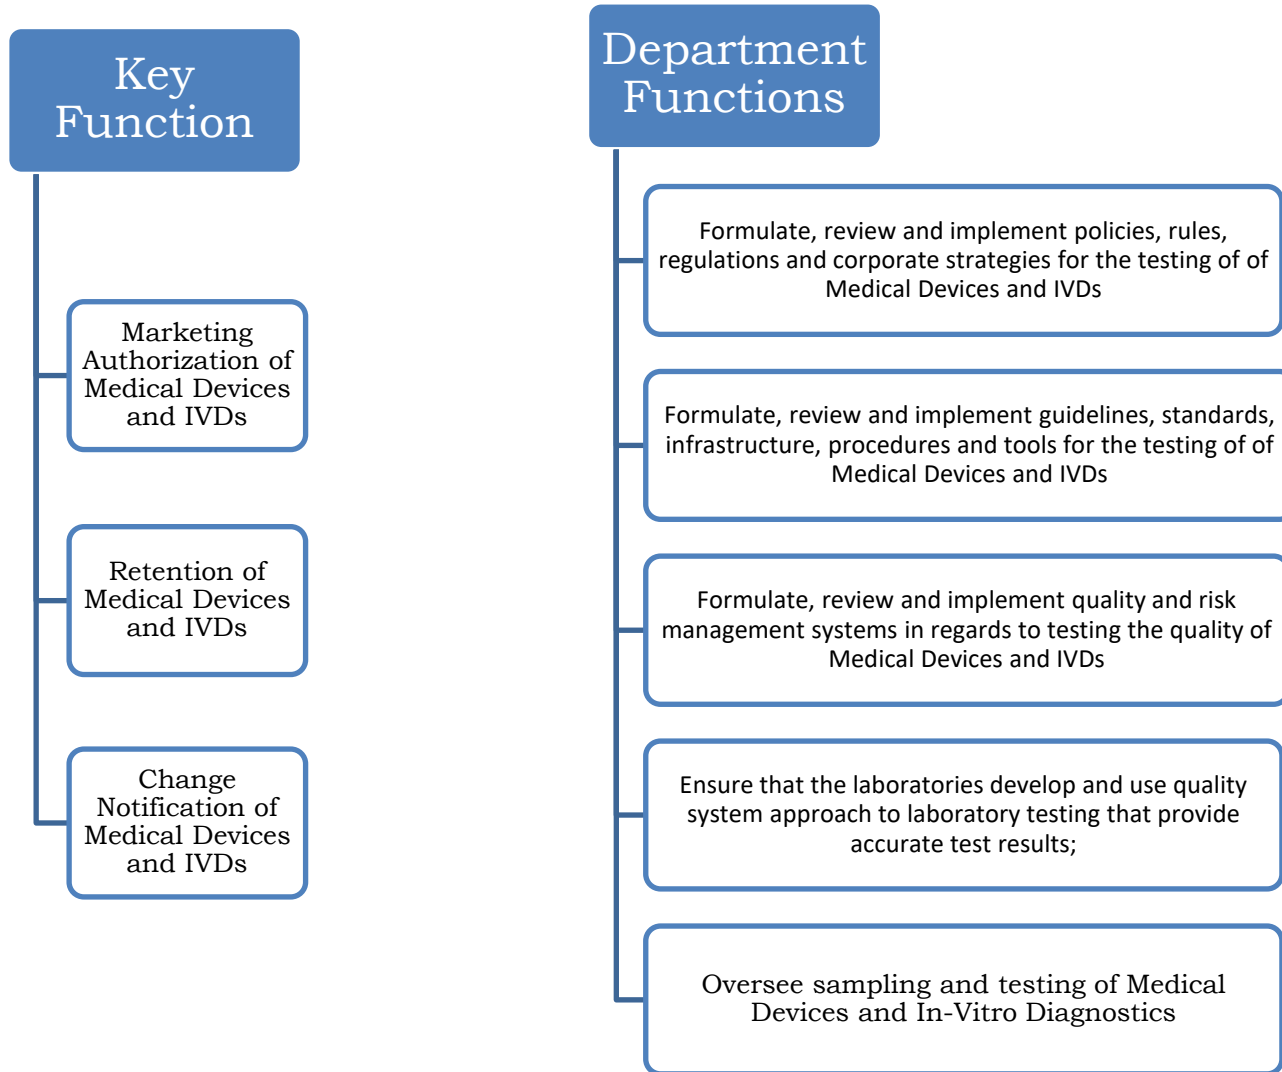 Key
Function
Marketing
Authorization of
Medical Devices
and IVDs
Retention of
Medical Devices
and IVDs
Change
Notification of
Medical Devices
and IVDs
Department
Functions
Formulate, review and implement policies, rules,
regulations and corporate strategies for the testing of of
Medical Devices and IVDs
Formulate, review and implement guidelines, standards,
infrastructure, procedures and tools for the testing of of
Medical Devices and IVDs
Formulate, review and implement quality and risk
management systems in regards to testing the quality of
Medical Devices and IVDs
Ensure that the laboratories develop and use quality
system approach to laboratory testing that provide
accurate test results;
Oversee sampling and testing of Medical
Devices and In-Vitro Diagnostics